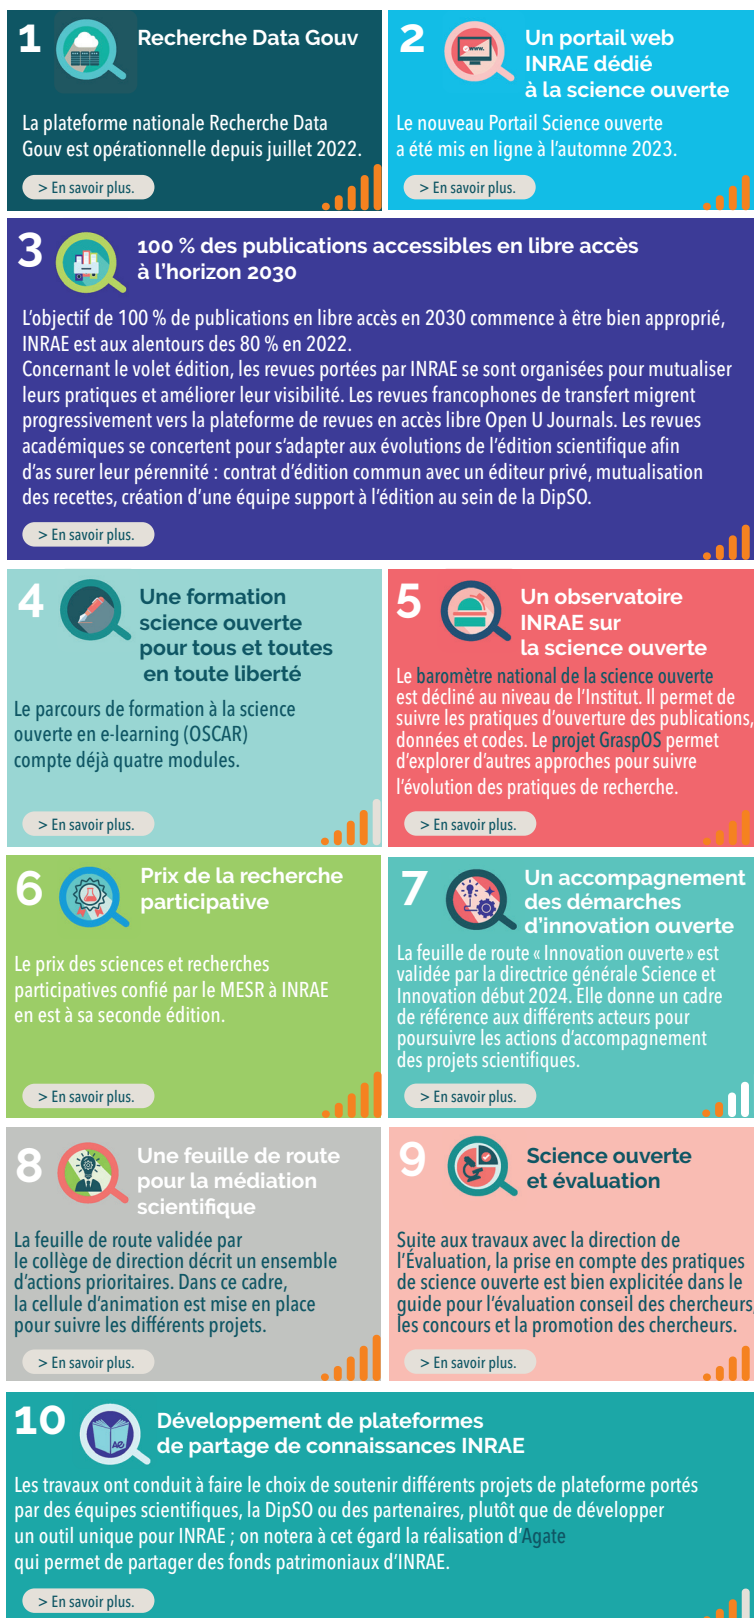 1
Recherche Data Gouv
La plateforme nationale Recherche Data
Gouv est opérationnelle depuis juillet 2022.
> En savoir plus.
2
www.
Un portail web
INRAE dédié
à la science ouverte
Le nouveau Portail Science ouverte
a été mis en ligne à l'automne 2023.
> En savoir plus.
3
100 % des publications accessibles en libre accès
à l'horizon 2030
L'objectif de 100 % de publications en libre accès en 2030 commence à être bien approprié,
INRAE est aux alentours des 80 % en 2022.
Concernant le volet édition, les revues portées par INRAE se sont organisées pour mutualiser
leurs pratiques et améliorer leur visibilité. Les revues francophones de transfert migrent
progressivement vers la plateforme de revues en accès libre Open U Journals. Les revues
académiques se concertent pour s'adapter aux évolutions de l'édition scientifique afin
d'as surer leur pérennité : contrat d'édition commun avec un éditeur privé, mutualisation
des recettes, création d'une équipe support à l'édition au sein de la DipSO.
> En savoir plus.
4
Une formation
science ouverte
pour tous et toutes
en toute liberté
Le parcours de formation à la science
ouverte en e-learning (OSCAR)
compte déjà quatre modules.
> En savoir plus.
5
Un observatoire
INRAE sur
la science ouverte
Le baromètre national de la science ouverte
est décliné au niveau de l'Institut. Il permet de
suivre les pratiques d'ouverture des publications,
données et codes. Le projet GraspOS permet
d'explorer d'autres approches pour suivre
l'évolution des pratiques de recherche.
> En savoir plus.
6
Prix de la recherche
participative
Le prix des sciences et recherches
participatives confié par le MESR à INRAE
en est à sa seconde édition.
> En savoir plus.
7
Un accompagnement
des démarches
d'innovation ouverte
La feuille de route « Innovation ouverte » est
validée par la directrice générale Science et
Innovation début 2024. Elle donne un cadre
de référence aux différents acteurs pour
poursuivre les actions d'accompagnement
des projets scientifiques.
> En savoir plus.
8
Une feuille de route
pour la médiation
scientifique
La feuille de route validée par
le collège de direction décrit un ensemble
d'actions prioritaires. Dans ce cadre,
la cellule d'animation est mise en place
pour suivre les différents projets.
> En savoir plus.
9
Science ouverte
et évaluation
Suite aux travaux avec la direction de
l'Évaluation, la prise en compte des pratiques
de science ouverte est bien explicitée dans le
guide pour l'évaluation conseil des chercheurs,
les concours et la promotion des chercheurs.
> En savoir plus.
10
Développement de plateformes
de partage de connaissances INRAE
Les travaux ont conduit à faire le choix de soutenir différents projets de plateforme portés
par des équipes scientifiques, la DipSO ou des partenaires, plutôt que de développer
un outil unique pour INRAE ; on notera à cet égard la réalisation d'Agate
qui permet de partager des fonds patrimoniaux d'INRAE.
> En savoir plus.